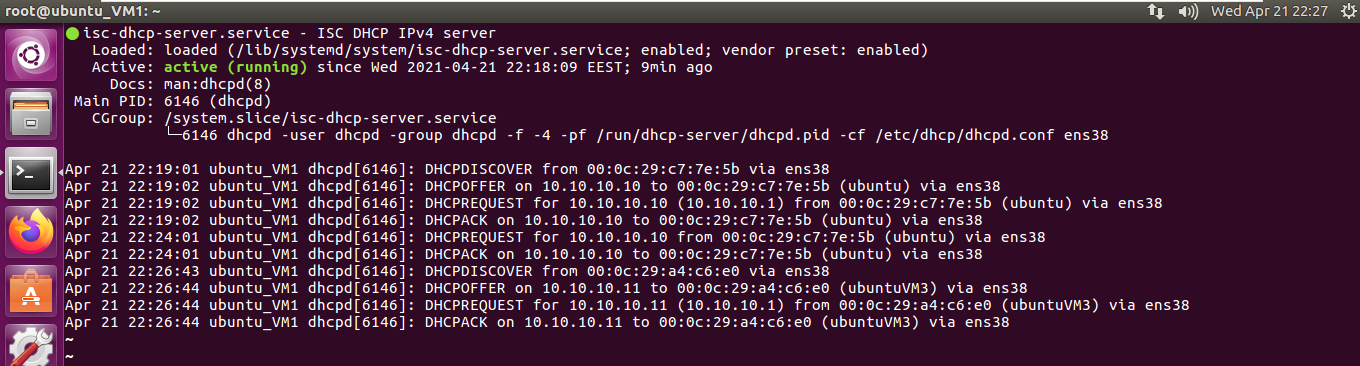 root@ubuntu_VM1: ~
Wed Apr 21 22:27
● isc-dhcp-server.service - ISC DHCP IPv4 server
   Loaded: loaded (/lib/systemd/system/isc-dhcp-server.service; enabled; vendor preset: enabled)
   Active: active (running) since Wed 2021-04-21 22:18:09 EEST; 9min ago
     Docs: man:dhcpd(8)
 Main PID: 6146 (dhcpd)
   CGroup: /system.slice/isc-dhcp-server.service
           └─6146 dhcpd -user dhcpd -group dhcpd -f -4 -pf /run/dhcp-server/dhcpd.pid -cf /etc/dhcp/dhcpd.conf ens38
Apr 21 22:19:01 ubuntu_VM1 dhcpd[6146]: DHCPDISCOVER from 00:0c:29:c7:7e:5b via ens38
Apr 21 22:19:02 ubuntu_VM1 dhcpd[6146]: DHCPOFFER on 10.10.10.10 to 00:0c:29:c7:7e:5b (ubuntu) via ens38
Apr 21 22:19:02 ubuntu_VM1 dhcpd[6146]: DHCPREQUEST for 10.10.10.10 (10.10.10.1) from 00:0c:29:c7:7e:5b (ubuntu) via ens38
Apr 21 22:19:02 ubuntu_VM1 dhcpd[6146]: DHCPACK on 10.10.10.10 to 00:0c:29:c7:7e:5b (ubuntu) via ens38
Apr 21 22:24:01 ubuntu_VM1 dhcpd[6146]: DHCPREQUEST for 10.10.10.10 from 00:0c:29:c7:7e:5b (ubuntu) via ens38
Apr 21 22:24:01 ubuntu_VM1 dhcpd[6146]: DHCPACK on 10.10.10.10 to 00:0c:29:c7:7e:5b (ubuntu) via ens38
Apr 21 22:26:43 ubuntu_VM1 dhcpd[6146]: DHCPDISCOVER from 00:0c:29:a4:c6:e0 via ens38
Apr 21 22:26:44 ubuntu_VM1 dhcpd[6146]: DHCPOFFER on 10.10.10.11 to 00:0c:29:a4:c6:e0 (ubuntuVM3) via ens38
Apr 21 22:26:44 ubuntu_VM1 dhcpd[6146]: DHCPREQUEST for 10.10.10.11 (10.10.10.1) from 00:0c:29:a4:c6:e0 (ubuntuVM3) via ens38
Apr 21 22:26:44 ubuntu_VM1 dhcpd[6146]: DHCPACK on 10.10.10.11 to 00:0c:29:a4:c6:e0 (ubuntuVM3) via ens38
~
~